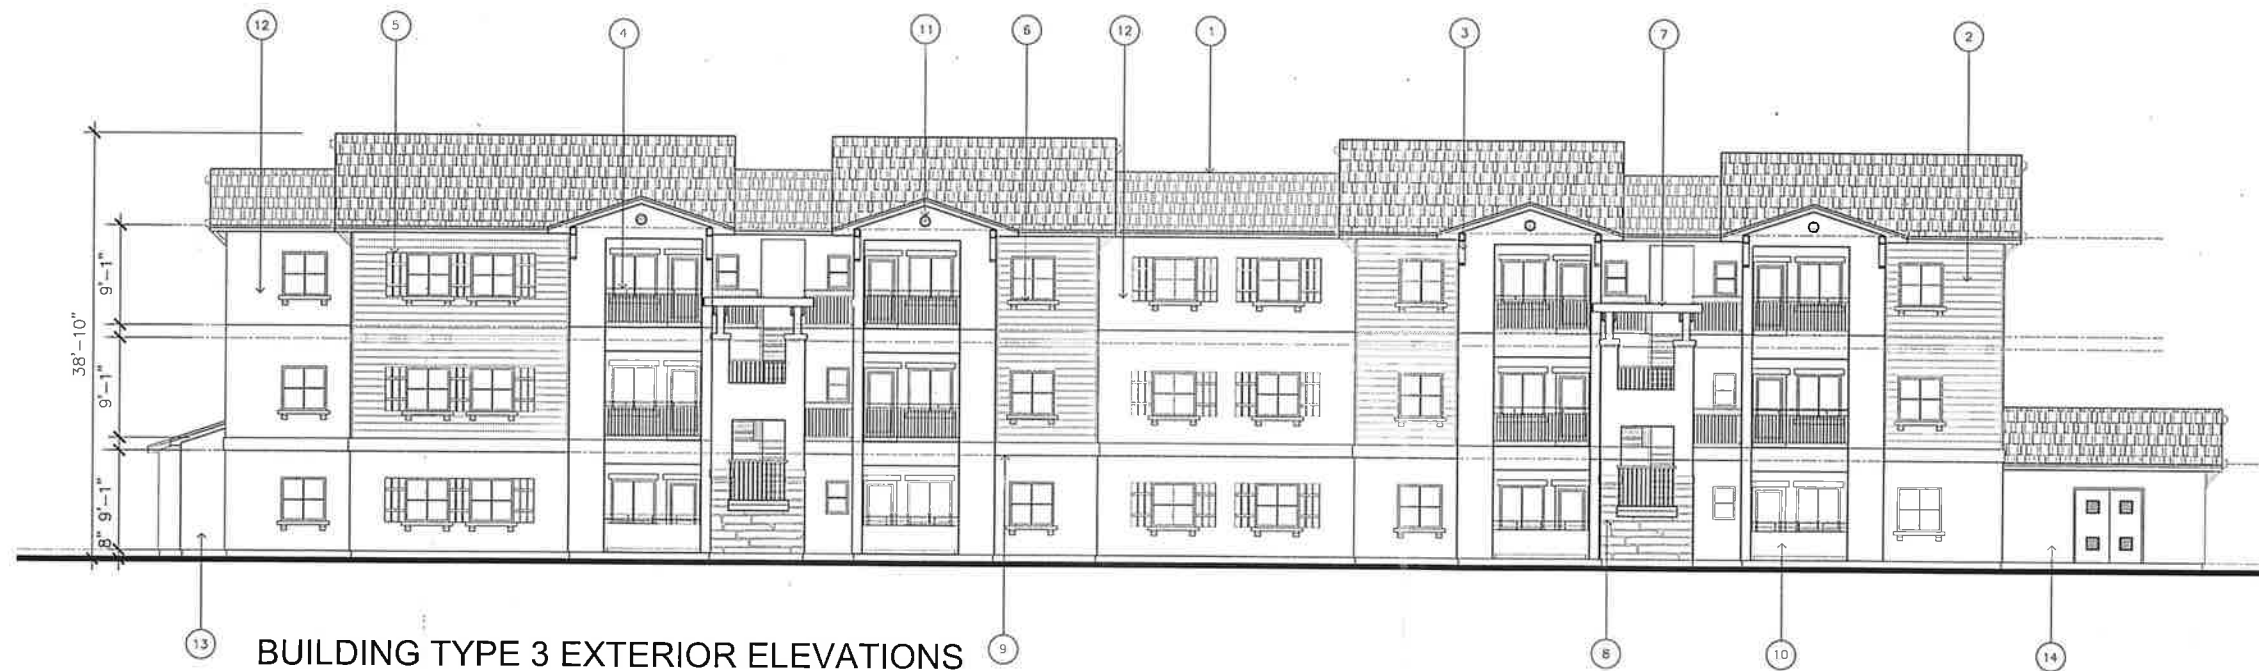 12 5 4 11 6 12 1 3 7 2
38'-10"
9'-1"
9'-1"
9'-1"
8"
13 9 8 10 14
BUILDING TYPE 3 EXTERIOR ELEVATIONS